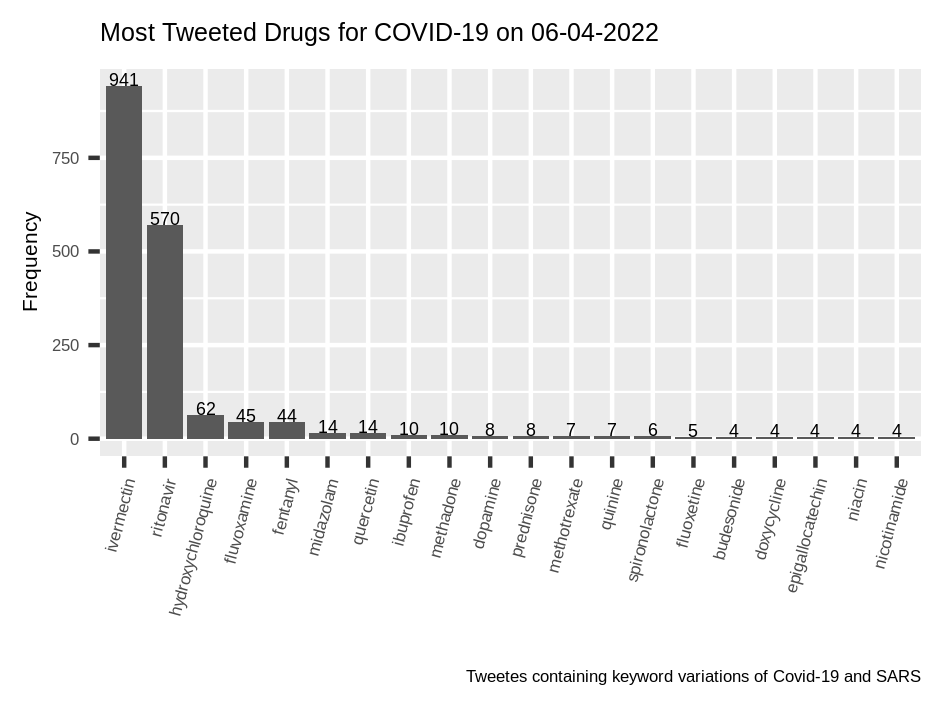 Most Tweeted Drugs for COVID-19 on 06-04-2022
Frequency
750
500
250
0
941
570
62
45
44
14
14
10
10
8
8
7
7
6
5
4
4
4
4
4
ivermectin
ritonavir
hydroxychloroquine
fluvoxamine
fentanyl
midazolam
quercetin
ibuprofen
methadone
dopamine
prednisone
methotrexate
quinine
spironolactone
fluoxetine
budesonide
doxycycline
epigallocatechin
niacin
nicotinamide
Tweetes containing keyword variations of Covid-19 and SARS